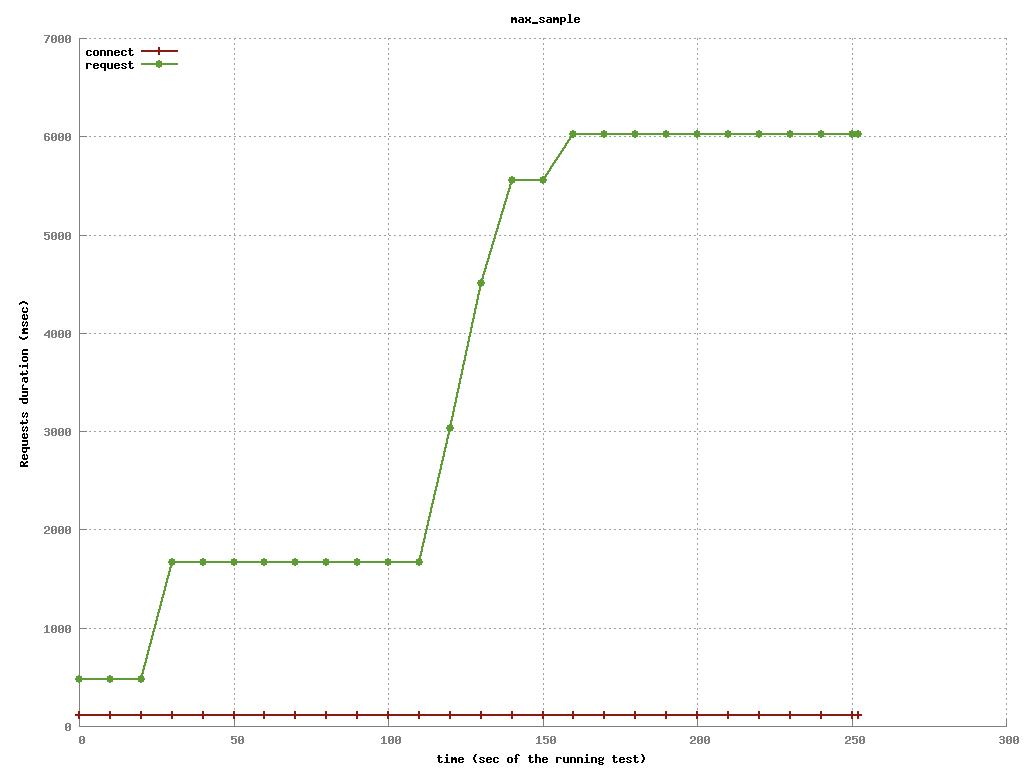 max_sample
connect
request
7000
6000
5000
4000
3000
2000
1000
0
Requests duration (msec)
0 50 100 150 200 250 300
time (sec of the running test)